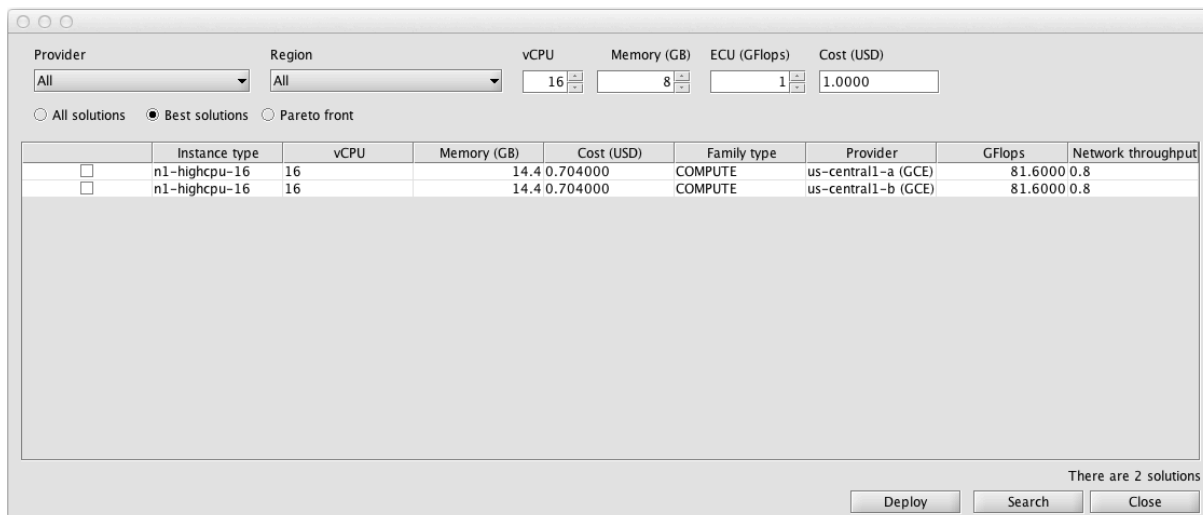 Provider Region vCPU Memory (GB) ECU (GFlops) Cost (USD)
All All 16 8 1 1.0000
All solutions Best solutions Pareto front
Instance type vCPU Memory (GB) Cost (USD) Family type Provider GFlops Network throughput
n1-highcpu-16 16 14.4 0.704000 COMPUTE us-central1-a (GCE) 81.6000 0.8
n1-highcpu-16 16 14.4 0.704000 COMPUTE us-central1-b (GCE) 81.6000 0.8
There are 2 solutions
Deploy Search Close